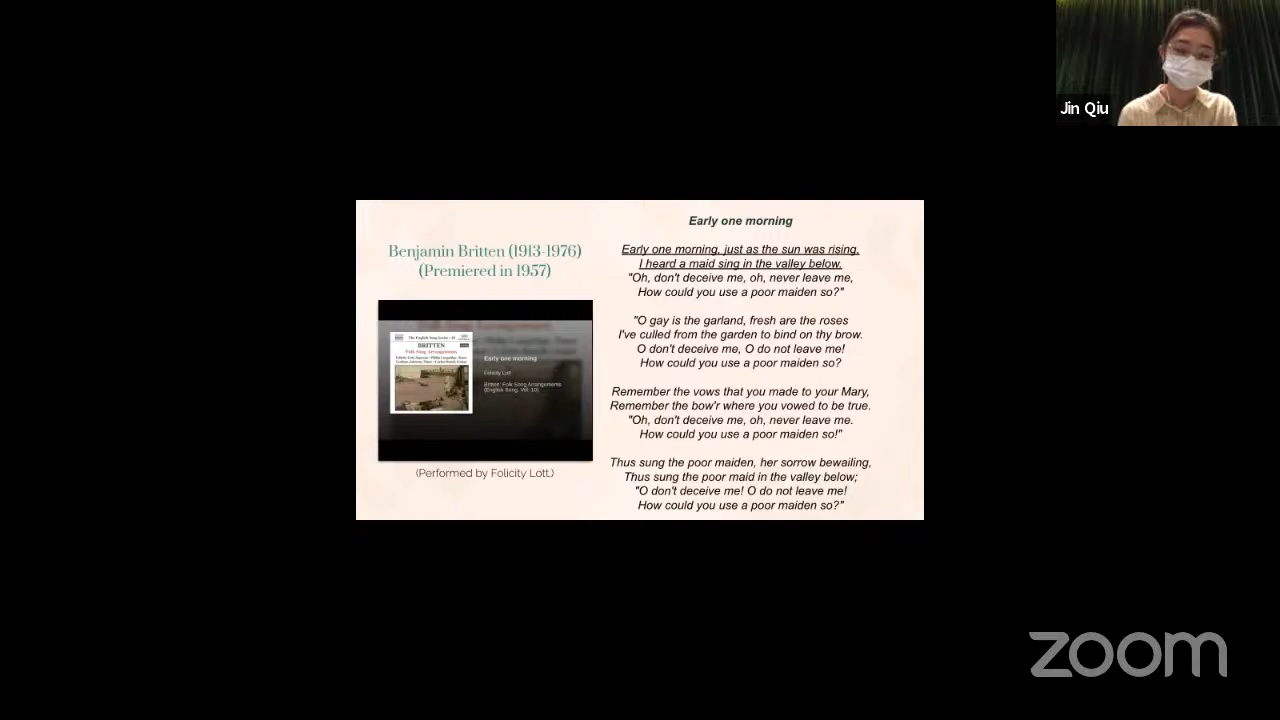 Jin Qiu
Benjamin Britten (1913-1976)
(Premiered in 1957)
BRITTEN
Folk Song Arrangements
Early one morning
Felicity Lott
Britten: Folk Song Arrangements
(English Song, Vol. 10)
(Performed by Folicity Lott.)
Early one morning
Early one morning, just as the sun was rising,
I heard a maid sing in the valley below.
"Oh, don't deceive me, oh, never leave me,
How could you use a poor maiden so?"
"O gay is the garland, fresh are the roses
I've culled from the garden to bind on thy brow.
O don't deceive me, O do not leave me!
How could you use a poor maiden so?
Remember the vows that you made to your Mary,
Remember the bow'r where you vowed to be true.
"Oh, don't deceive me, oh, never leave me.
How could you use a poor maiden so!"
Thus sung the poor maiden, her sorrow bewailing,
Thus sung the poor maid in the valley below;
"O don't deceive me! O do not leave me!
How could you use a poor maiden so?"
zoom